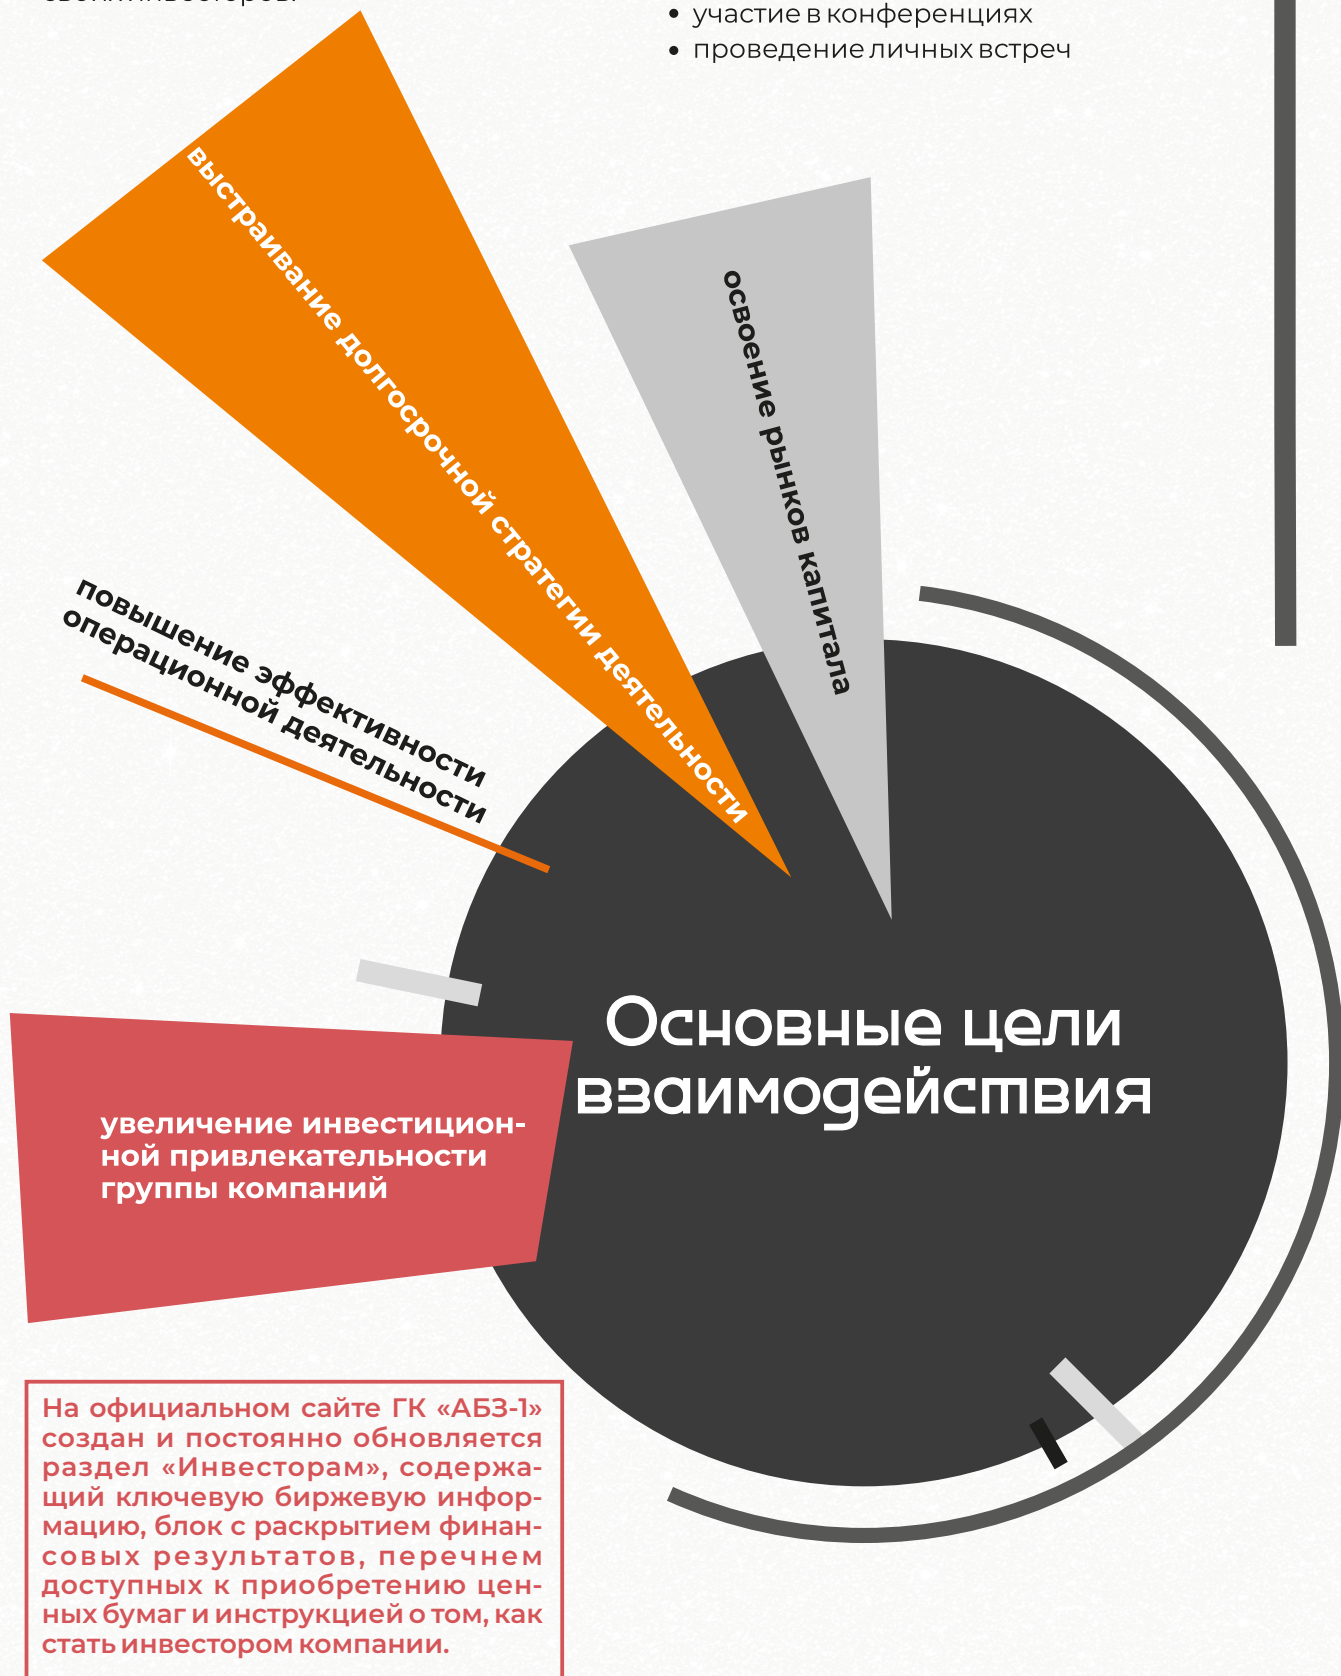 своих инвесторов.
• участие в конференциях
• проведение личных встреч
выстраивание долгосрочной стратегии деятельности
освоение рынков капитала
повышение эффективности
операционной деятельности
Основные цели
взаимодействия
увеличение инвестицион-
ной привлекательности
группы компаний
На официальном сайте ГК «АБЗ-1»
создан и постоянно обновляется
раздел «Инвесторам», содержа-
щий ключевую биржевую инфор-
мацию, блок с раскрытием финан-
совых результатов, перечнем
доступных к приобретению цен-
ных бумаг и инструкцией о том, как
стать инвестором компании.